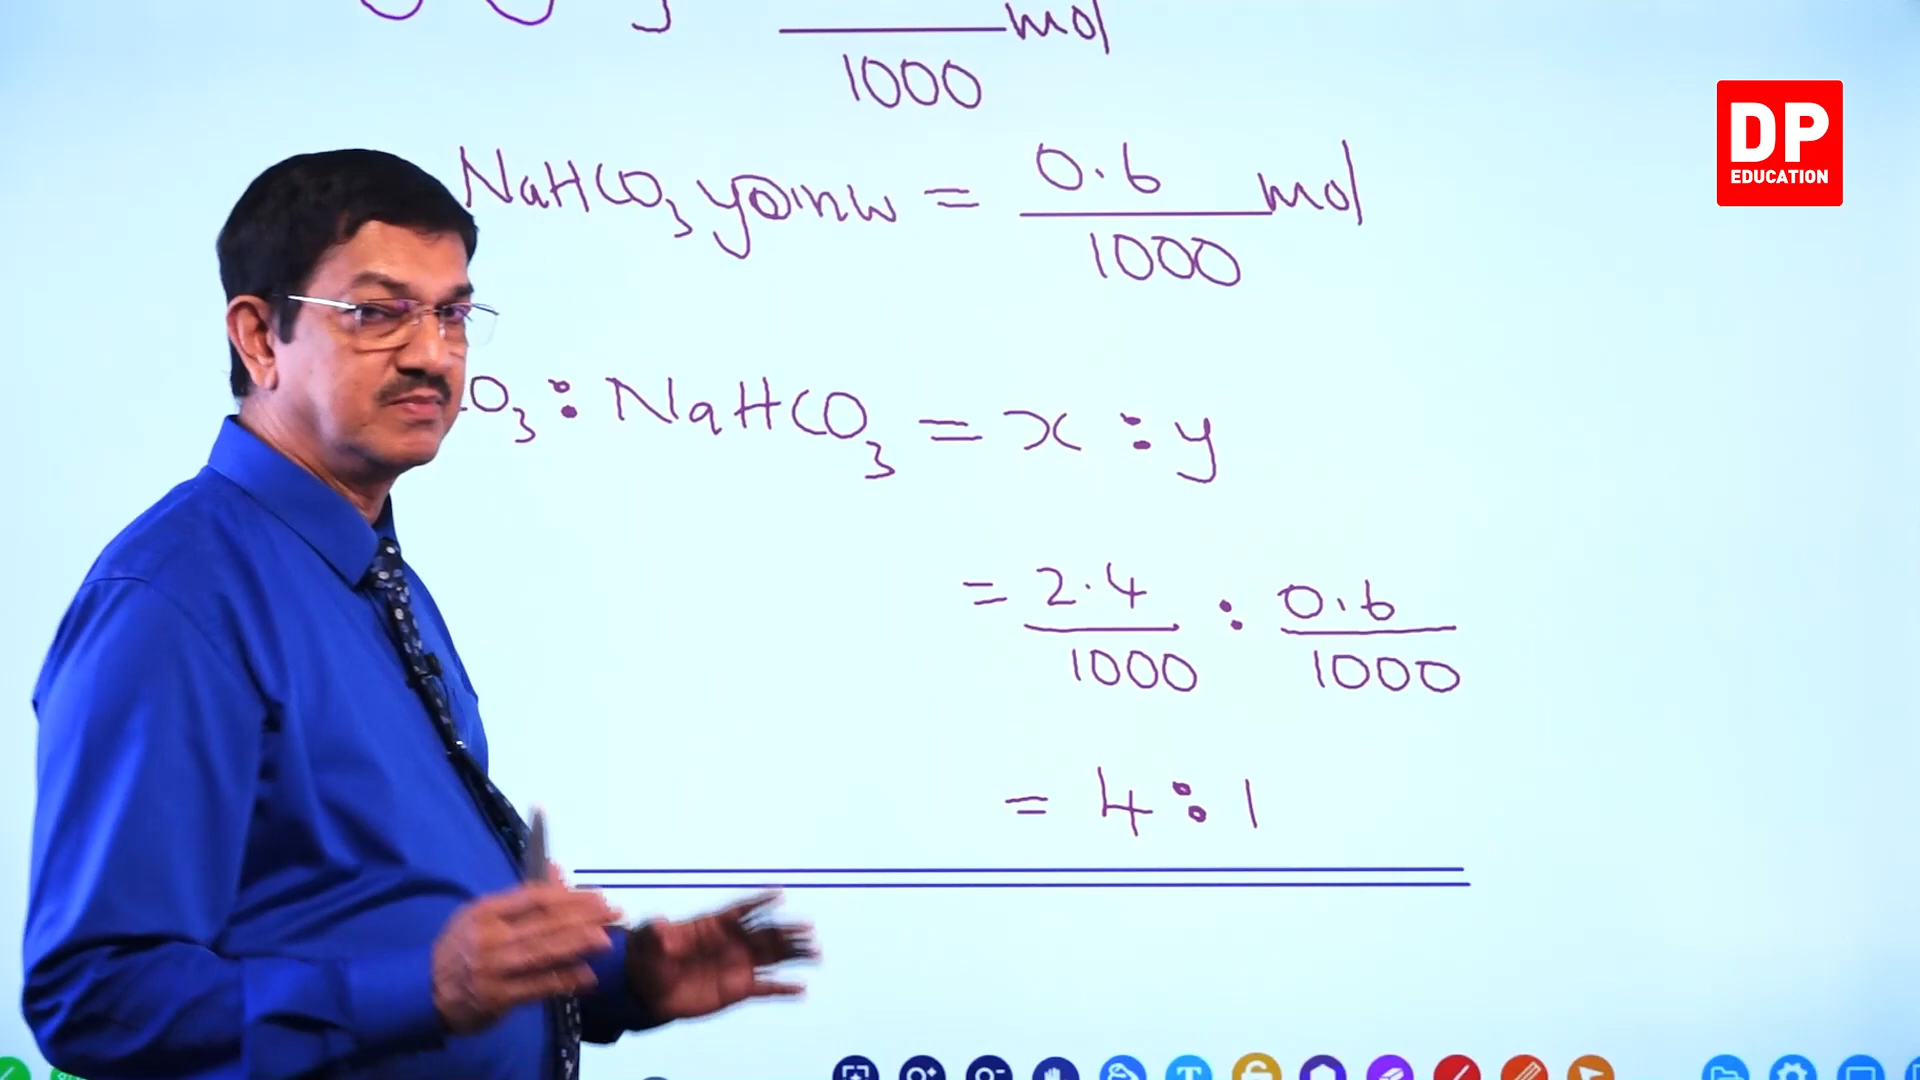 mol
1000
NaHCO3 = 0.6 mol
1000
O3 : NaHCO3 = x : y
= 2.4 : 0.6
1000 1000
= 4 : 1
DP
EDUCATION